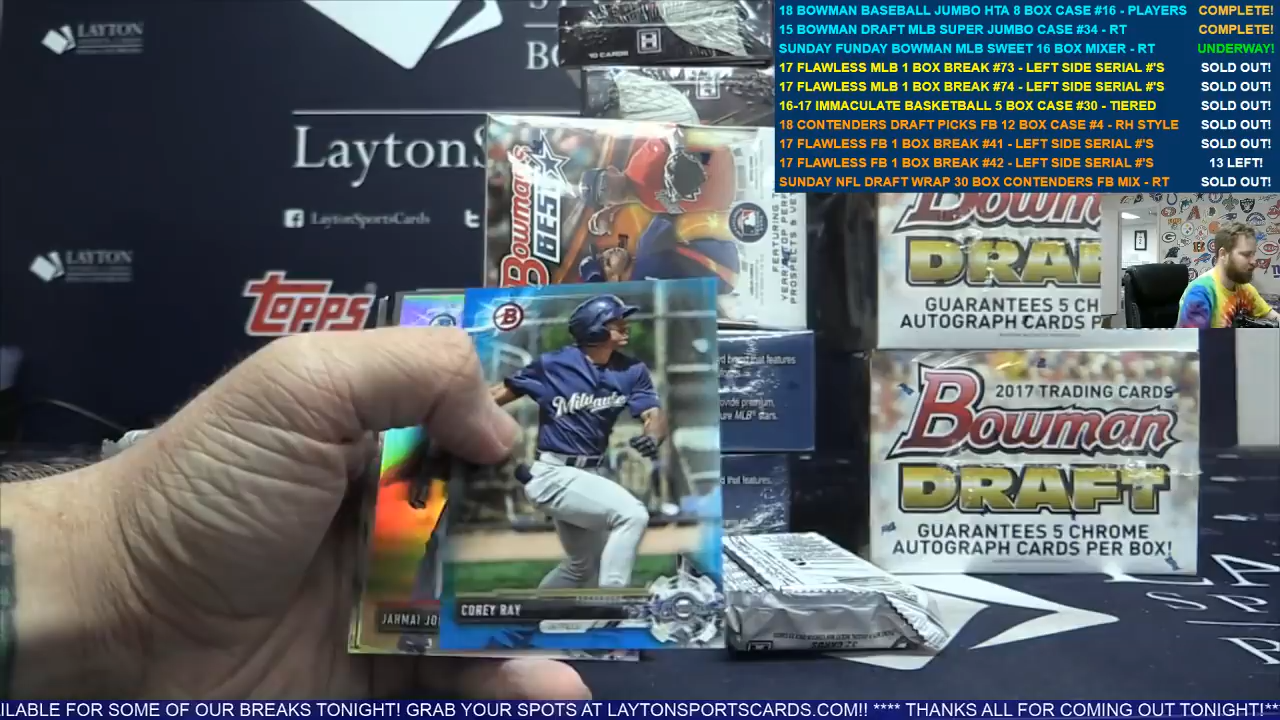 18 BOWMAN BASEBALL JUMBO HTA 8 BOX CASE #16 - PLAYERS COMPLETE!
15 BOWMAN DRAFT MLB SUPER JUMBO CASE #34 - RT COMPLETE!
SUNDAY FUNDAY BOWMAN MLB SWEET 16 BOX MIXER - RT UNDERWAY!
17 FLAWLESS MLB 1 BOX BREAK #73 - LEFT SIDE SERIAL #'S SOLD OUT!
17 FLAWLESS MLB 1 BOX BREAK #74 - LEFT SIDE SERIAL #'S SOLD OUT!
16-17 IMMACULATE BASKETBALL 5 BOX CASE #30 - TIERED SOLD OUT!
18 CONTENDERS DRAFT PICKS FB 12 BOX CASE #4 - RH STYLE SOLD OUT!
17 FLAWLESS FB 1 BOX BREAK #41 - LEFT SIDE SERIAL #'S SOLD OUT!
17 FLAWLESS FB 1 BOX BREAK #42 - LEFT SIDE SERIAL #'S 13 LEFT!
SUNDAY NFL DRAFT WRAP 30 BOX CONTENDERS FB MIX - RT SOLD OUT!
LAYTON
LaytonS
LaytonSportsCards
LAYTON
Topps
10 CARDS
Bowman's
BEST
FEATURING
Bowman
DRAF
GUARANTEES 5 CH
AUTOGRAPH CARDS P
2017 TRADING CARDS
Bowman
DRAFT
GUARANTEES 5 CHROME
AUTOGRAPH CARDS PER BOX!
B
Milwaukee
COREY RAY
JAHMAI JO
ILABLE FOR SOME OF OUR BREAKS TONIGHT! GRAB YOUR SPOTS AT LAYTONSPORTSCARDS.COM!! **** THANKS ALL FOR COMING OUT TONIGHT!**